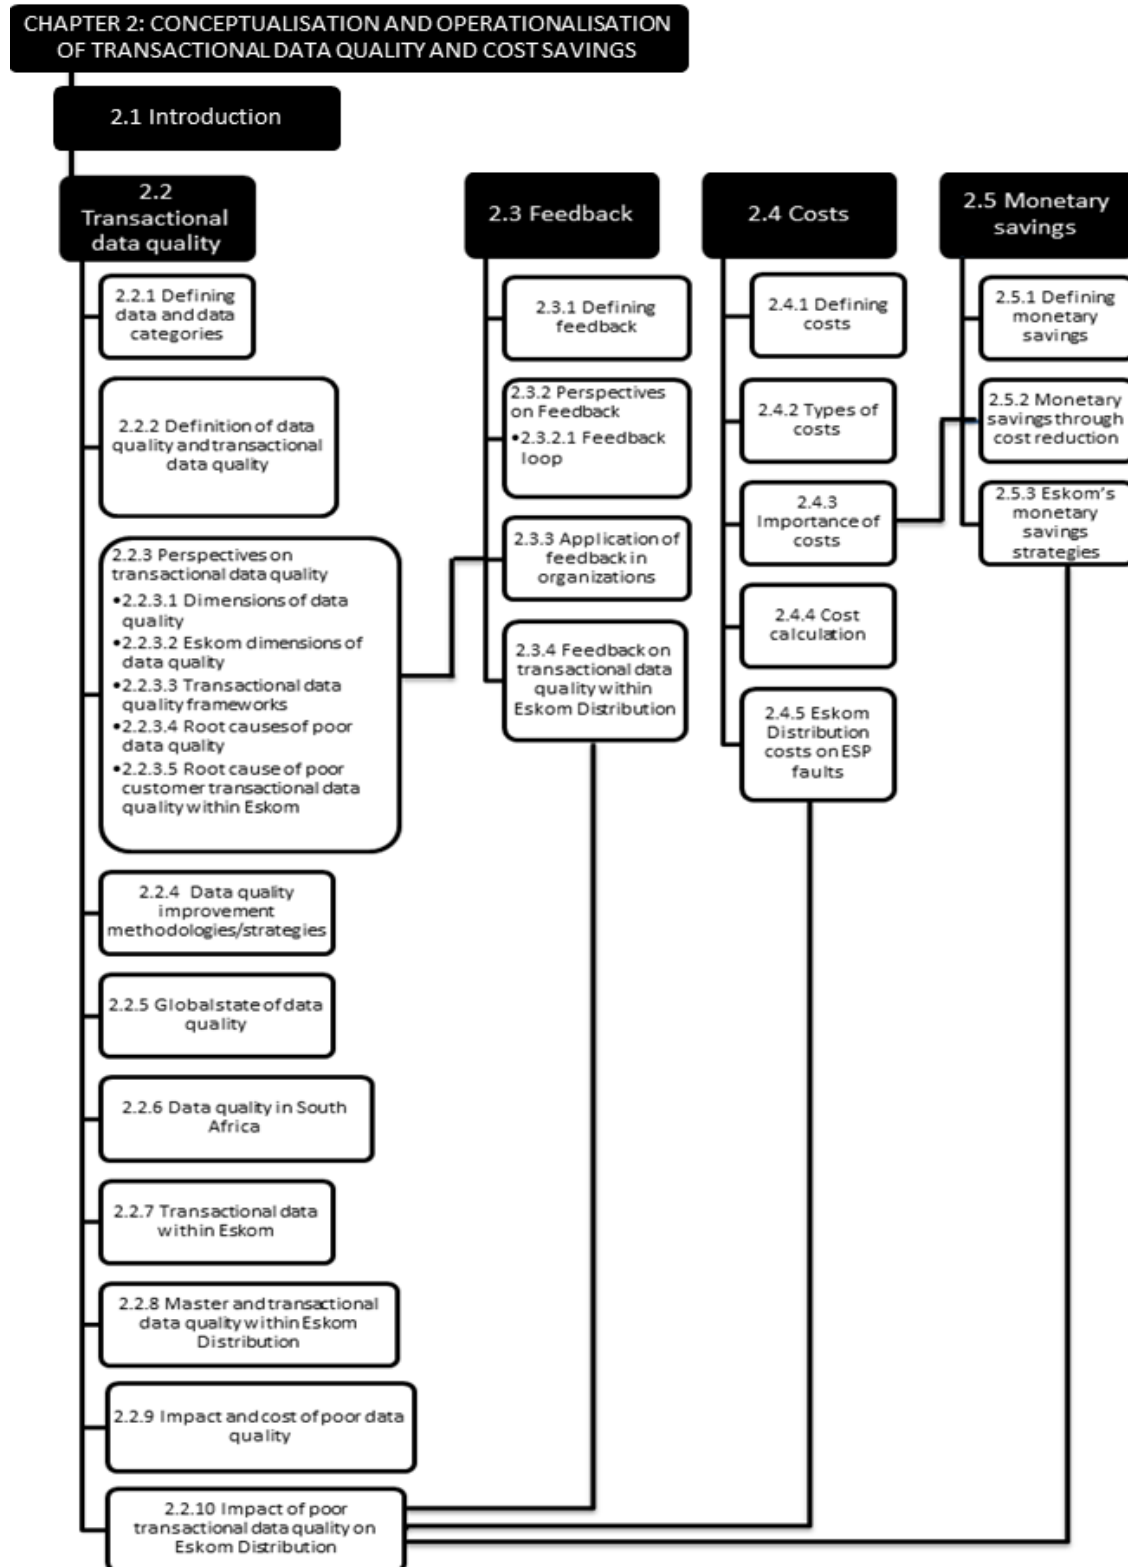 CHAPTER 2: CONCEPTUALISATION AND OPERATIONALISATION
OF TRANSACTIONAL DATA QUALITY AND COST SAVINGS
2.1 Introduction
2.2
Transactional
data quality
2.2.1 Defining
data and data
categories
2.2.2 Definition of data
quality and transactional
data quality
2.2.3 Perspectives on
transactional data quality
•2.2.3.1 Dimensions of data
quality
•2.2.3.2 Eskom dimensions of
data quality
•2.2.3.3 Transactional data
quality frameworks
•2.2.3.4 Root causes of poor
data quality
•2.2.3.5 Root cause of poor
customer transactional data
quality within Eskom
2.2.4 Data quality
improvement
methodologies/strategies
2.2.5 Global state of data
quality
2.2.6 Data quality in South
Africa
2.2.7 Transactional data
within Eskom
2.2.8 Master and transactional
data quality within Eskom
Distribution
2.2.9 Impact and cost of poor data
quality
2.2.10 Impact of poor
transactional data quality on
Eskom Distribution
2.3 Feedback
2.3.1 Defining
feedback
2.3.2 Perspectives
on Feedback
•2.3.2.1 Feedback
loop
2.3.3 Application of
feedback in
organizations
2.3.4 Feedback on
transactional data
quality within
Eskom Distribution
2.4 Costs
2.4.1 Defining
costs
2.4.2 Types of
costs
2.4.3
Importance of
costs
2.4.4 Cost
calculation
2.4.5 Eskom
Distribution
costs on ESP
faults
2.5 Monetary
savings
2.5.1 Defining
monetary
savings
2.5.2 Monetary
savings through
cost reduction
2.5.3 Eskom's
monetary
savings
strategies